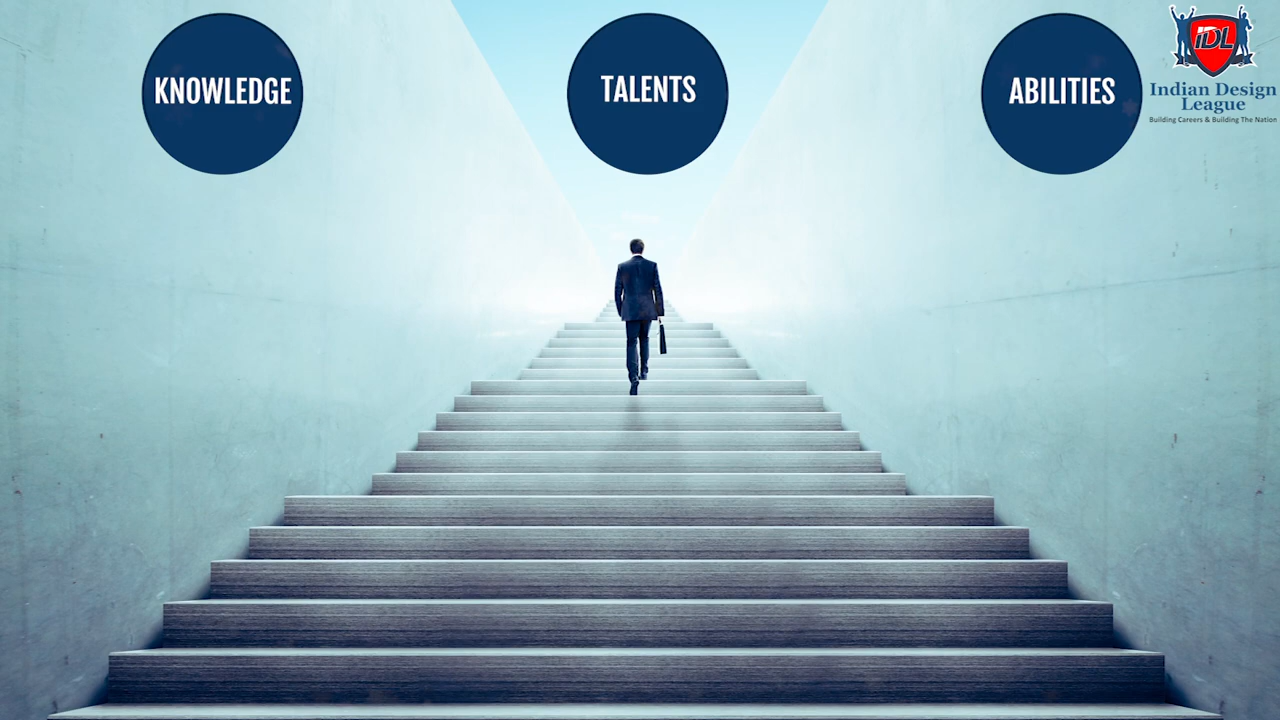 KNOWLEDGE
TALENTS
ABILITIES
IDL
Indian Design
League
Building Careers & Building The Nation